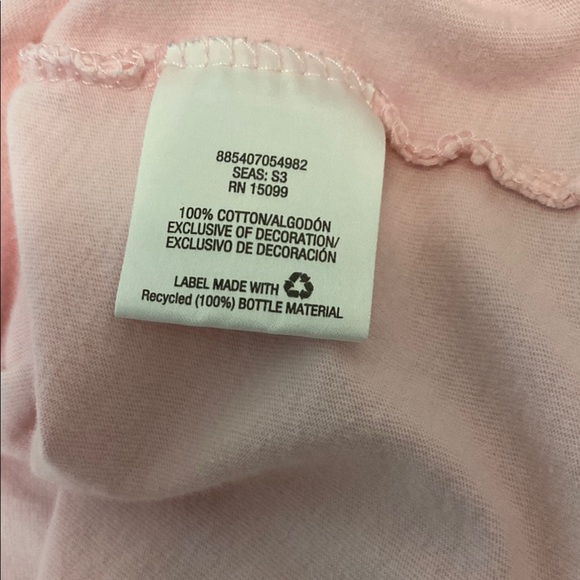 885407054982
SEAS: S3
RN 15099
100% COTTON/ALGODÓN
EXCLUSIVE OF DECORATION/
EXCLUSIVO DE DECORACIÓN
LABEL MADE WITH
Recycled (100%) BOTTLE MATERIAL